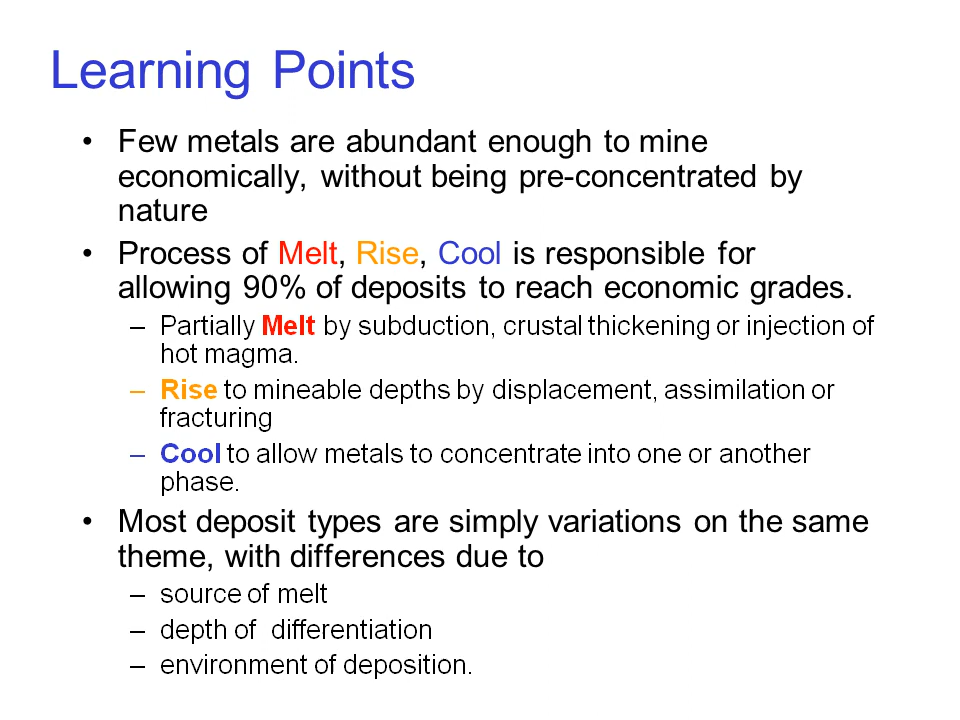 Learning Points
• Few metals are abundant enough to mine
economically, without being pre-concentrated by
nature
• Process of Melt, Rise, Cool is responsible for
allowing 90% of deposits to reach economic grades.
– Partially Melt by subduction, crustal thickening or injection of
hot magma.
– Rise to mineable depths by displacement, assimilation or
fracturing
– Cool to allow metals to concentrate into one or another
phase.
• Most deposit types are simply variations on the same
theme, with differences due to
– source of melt
– depth of  differentiation
– environment of deposition.